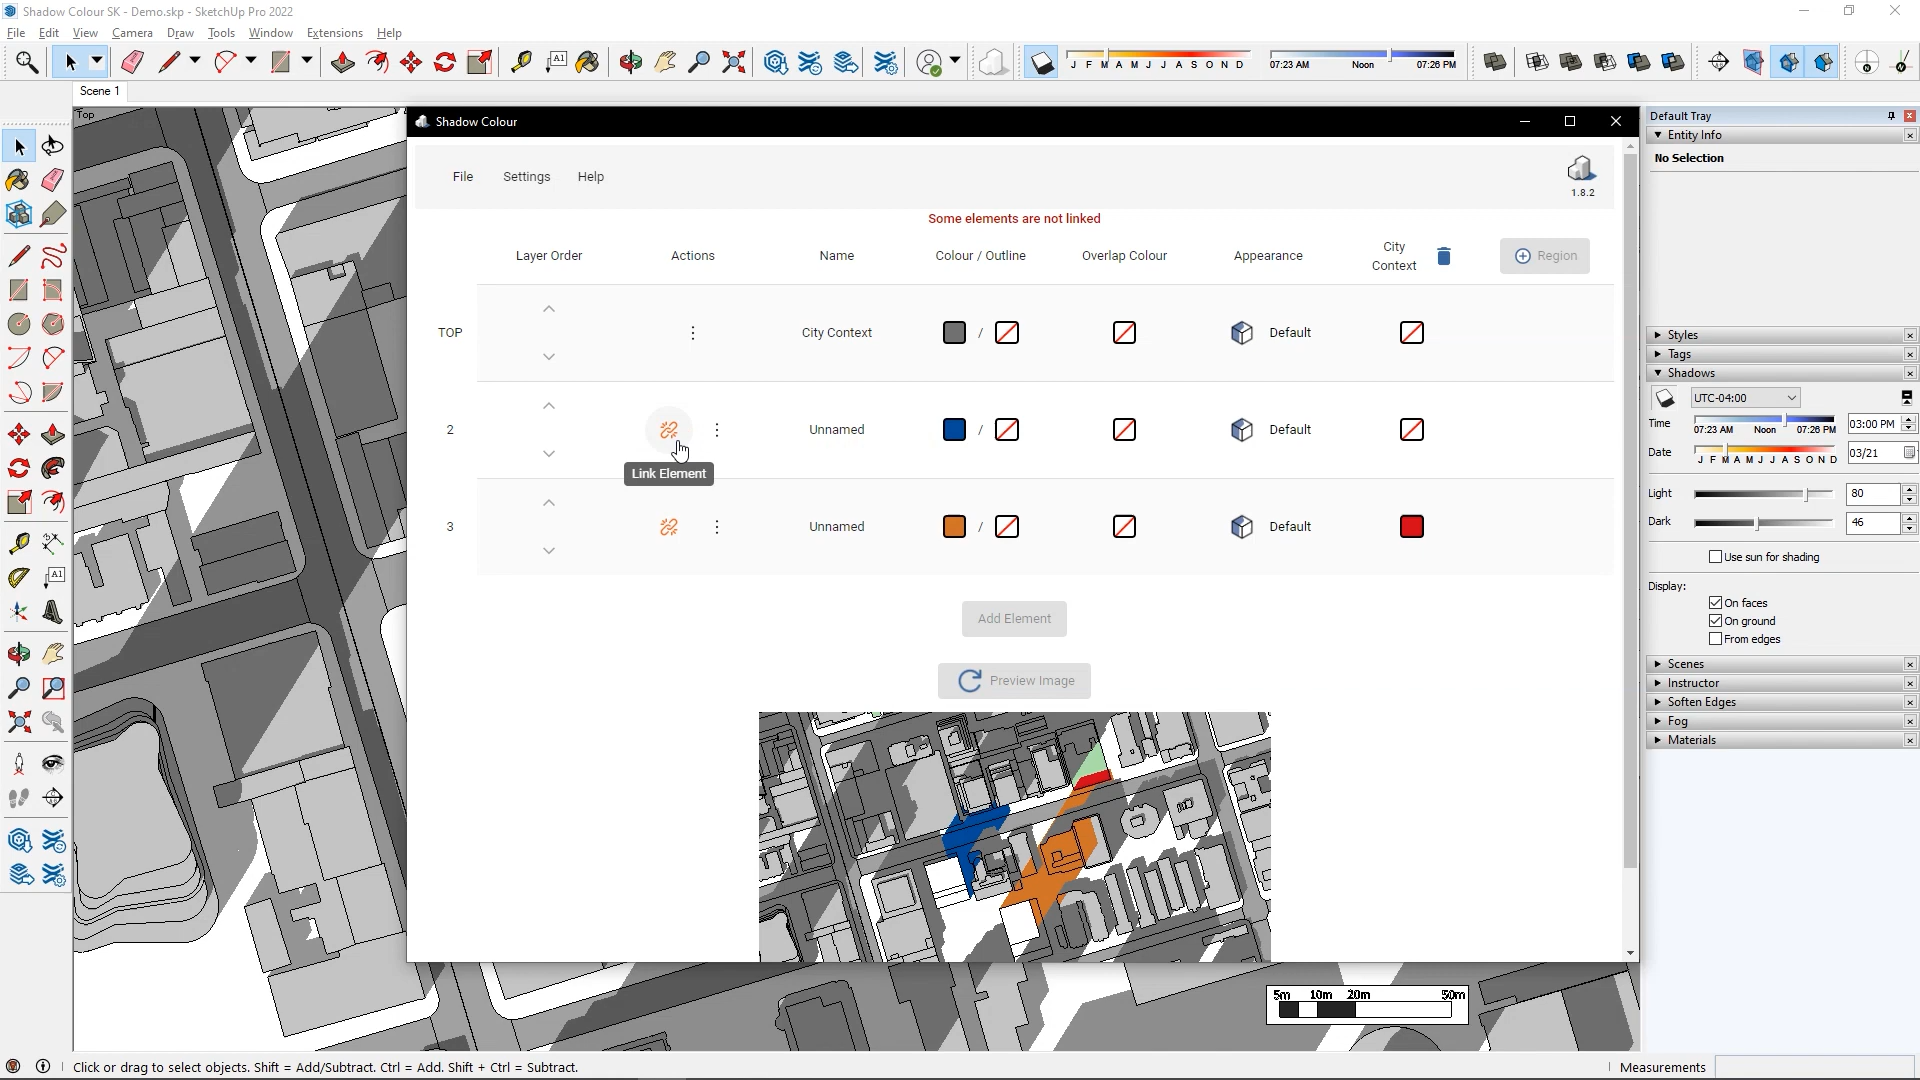 Shadow Colour SK - Demo.skp - SketchUp Pro 2022
File Edit View Camera Draw Tools Window Extensions Help
J F M A M J J A S O N D
07:23 AM Noon 07:26 PM
Scene 1
Top
Shadow Colour
File Settings Help
1.8.2
Some elements are not linked
Layer Order Actions Name Colour / Outline Overlap Colour Appearance City Context Region
TOP City Context / Default
2 Unnamed / Default
Link Element
3 Unnamed / Default
Add Element
Preview Image
5m 10m 20m 50m
Default Tray
Entity Info
No Selection
Styles
Tags
Shadows
UTC-04:00
Time 07:23 AM Noon 07:26 PM 03:00 PM
Date J F M A M J J A S O N D 03/21
Light 80
Dark 46
Use sun for shading
Display:
On faces
On ground
From edges
Scenes
Instructor
Soften Edges
Fog
Materials
Click or drag to select objects. Shift = Add/Subtract. Ctrl = Add. Shift + Ctrl = Subtract.
Measurements